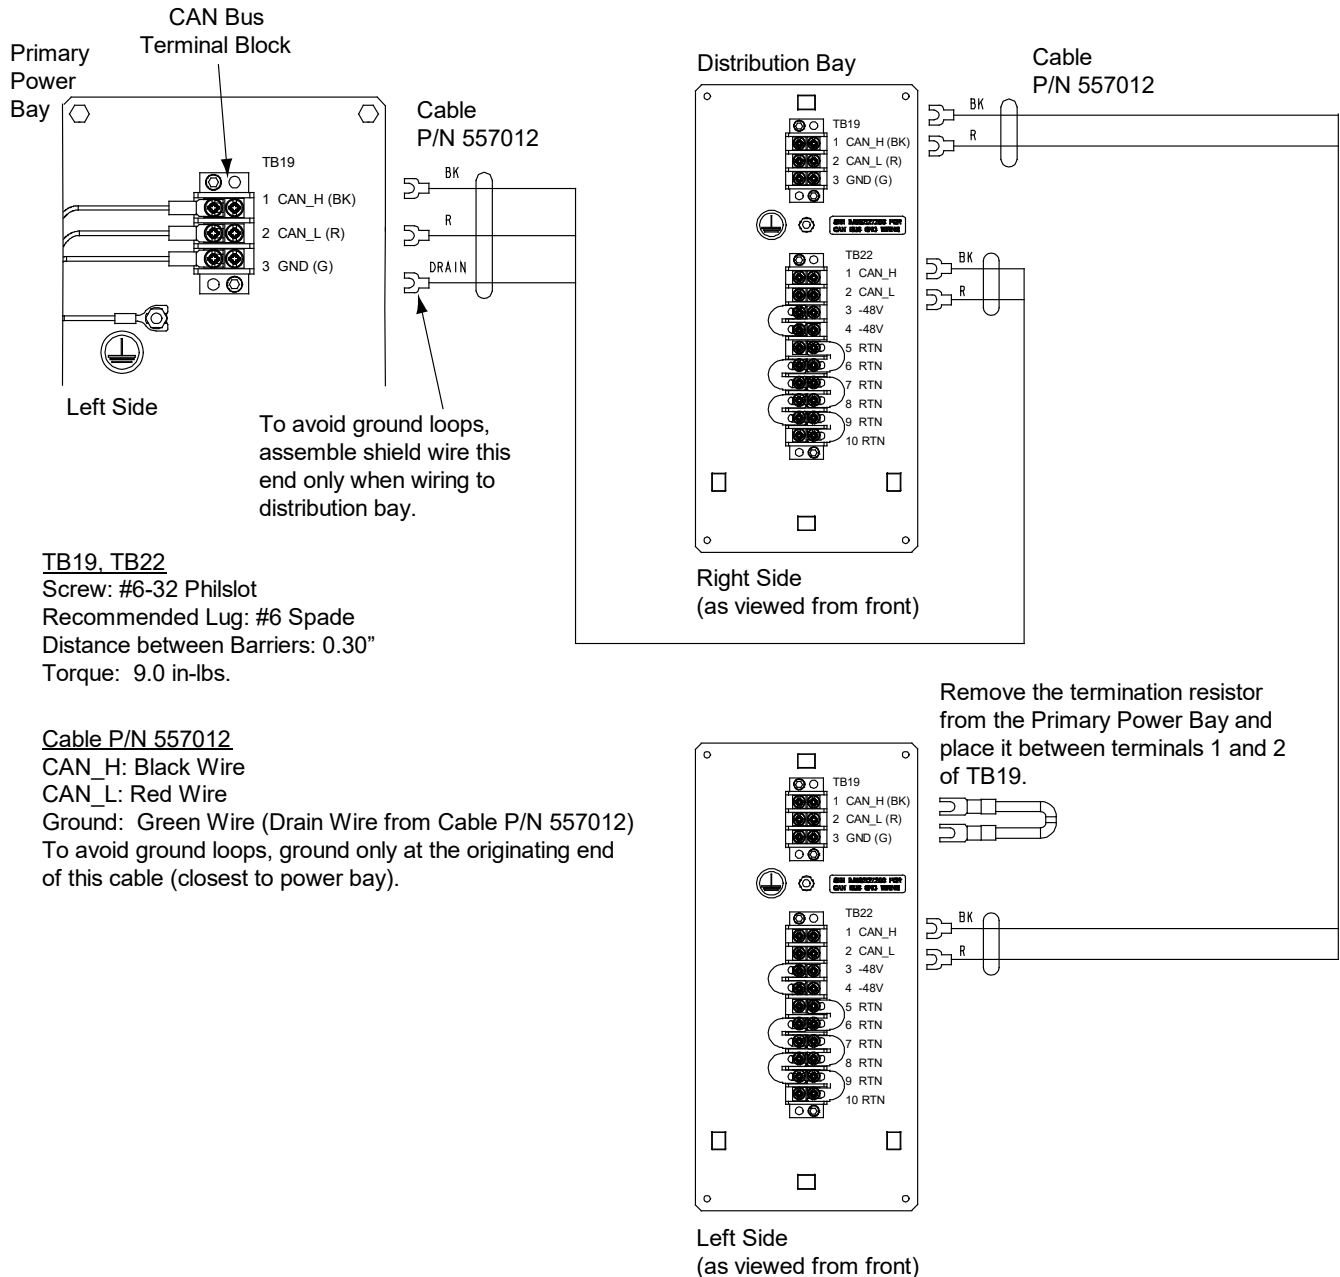 CAN Bus
Terminal Block
Primary
Power
Bay
Cable
P/N 557012
TB19
1 CAN_H (BK)
2 CAN_L (R)
3 GND (G)
BK
R
DRAIN
Left Side
To avoid ground loops,
assemble shield wire this
end only when wiring to
distribution bay.
Distribution Bay
Cable
P/N 557012
TB19
1 CAN_H (BK)
2 CAN_L (R)
3 GND (G)
BK
R
CAN BUS GND WIRING
TB22
1 CAN_H
2 CAN_L
3 -48V
4 -48V
5 RTN
6 RTN
7 RTN
8 RTN
9 RTN
10 RTN
BK
R
Right Side
(as viewed from front)
TB19, TB22
Screw: #6-32 Philslot
Recommended Lug: #6 Spade
Distance between Barriers: 0.30”
Torque: 9.0 in-lbs.
Cable P/N 557012
CAN_H: Black Wire
CAN_L: Red Wire
Ground: Green Wire (Drain Wire from Cable P/N 557012)
To avoid ground loops, ground only at the originating end
of this cable (closest to power bay).
Remove the termination resistor
from the Primary Power Bay and
place it between terminals 1 and 2
of TB19.
TB19
1 CAN_H (BK)
2 CAN_L (R)
3 GND (G)
CAN BUS GND WIRING
TB22
1 CAN_H
2 CAN_L
3 -48V
4 -48V
5 RTN
6 RTN
7 RTN
8 RTN
9 RTN
10 RTN
BK
R
Left Side
(as viewed from front)